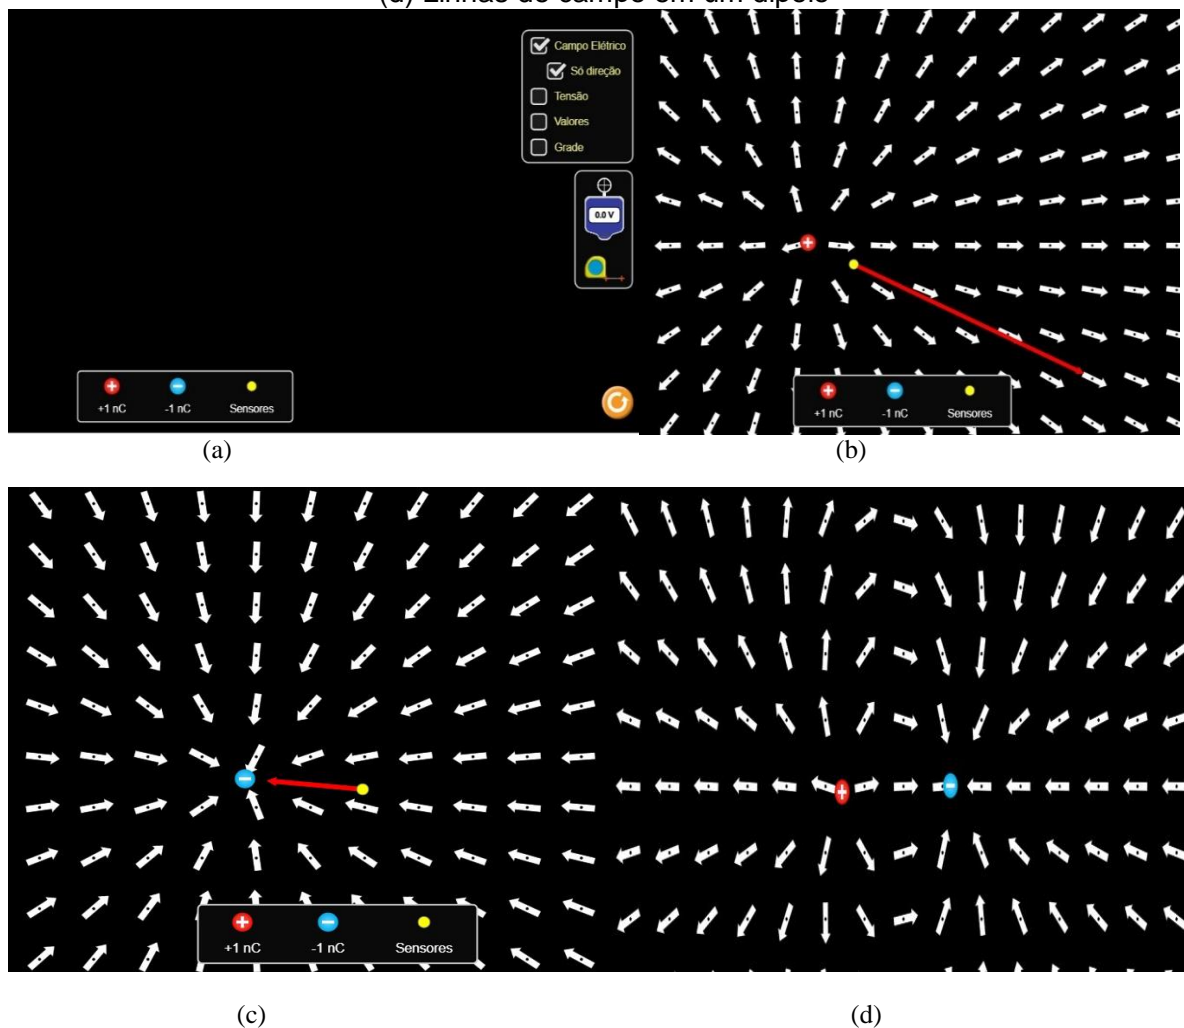 (d) Linhas de campo em um dipolo
Campo Elétrico
Só direção
Tensão
Valores
Grade
0.0 V
+1 nC -1 nC Sensores
+1 nC -1 nC Sensores
(a) (b)
+1 nC -1 nC Sensores
(c) (d)